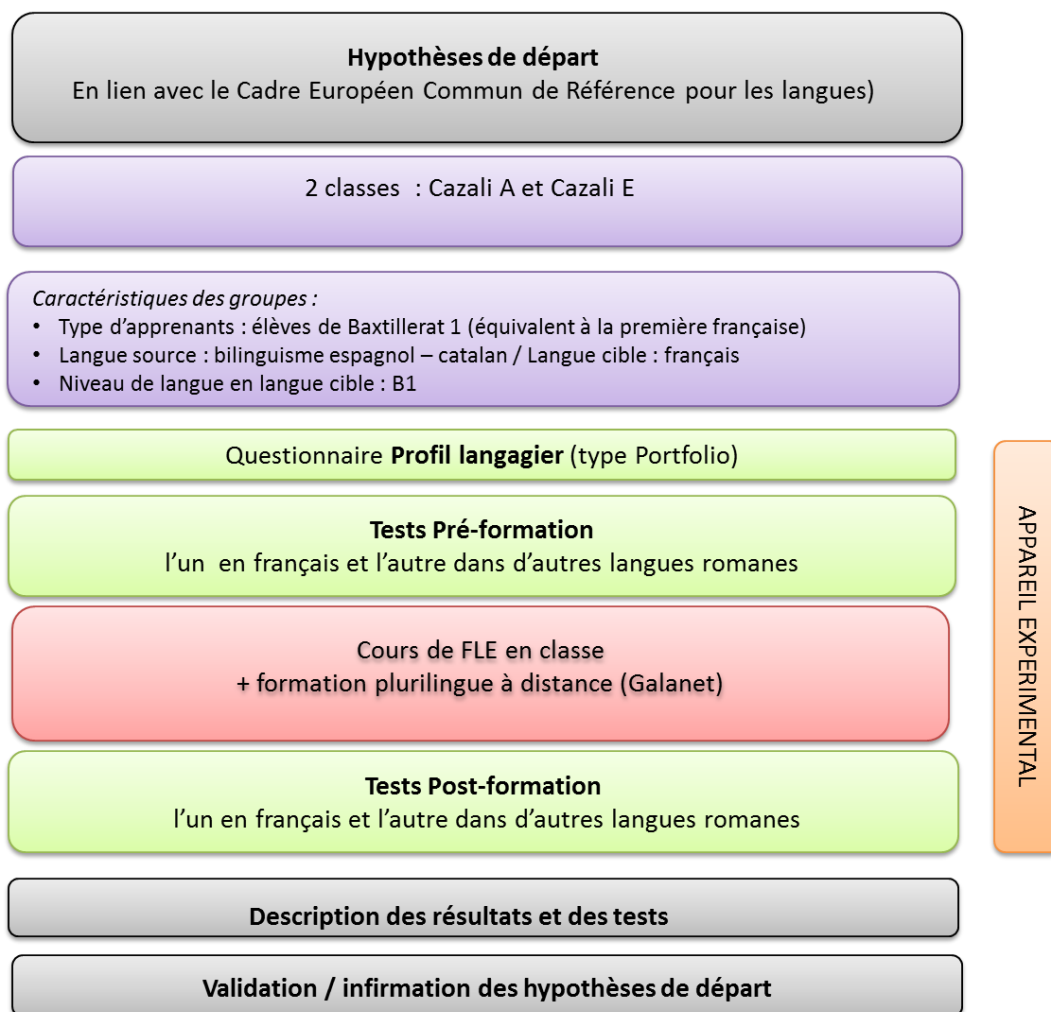 Hypothèses de départ
En lien avec le Cadre Européen Commun de Référence pour les langues)
2 classes : Cazali A et Cazali E
Caractéristiques des groupes :
• Type d’apprenants : élèves de Baxtillerat 1 (équivalent à la première française)
• Langue source : bilinguisme espagnol – catalan / Langue cible : français
• Niveau de langue en langue cible : B1
Questionnaire Profil langagier (type Portfolio)
Tests Pré-formation
l’un en français et l’autre dans d’autres langues romanes
Cours de FLE en classe
+ formation plurilingue à distance (Galanet)
Tests Post-formation
l’un en français et l’autre dans d’autres langues romanes
APPAREIL EXPERIMENTAL
Description des résultats et des tests
Validation / infirmation des hypothèses de départ